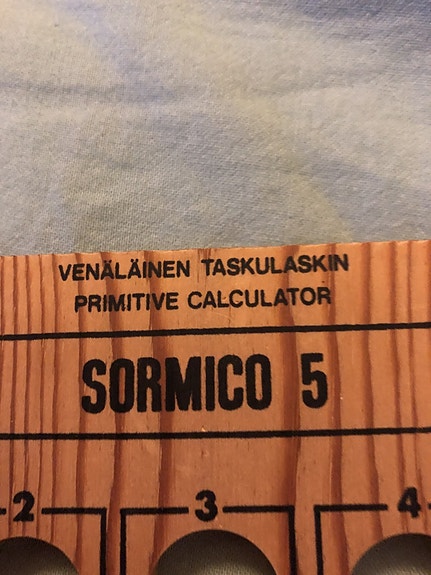 VENÄLÄINEN TASKULASKIN
PRIMITIVE CALCULATOR
SORMICO 5
2 3 4